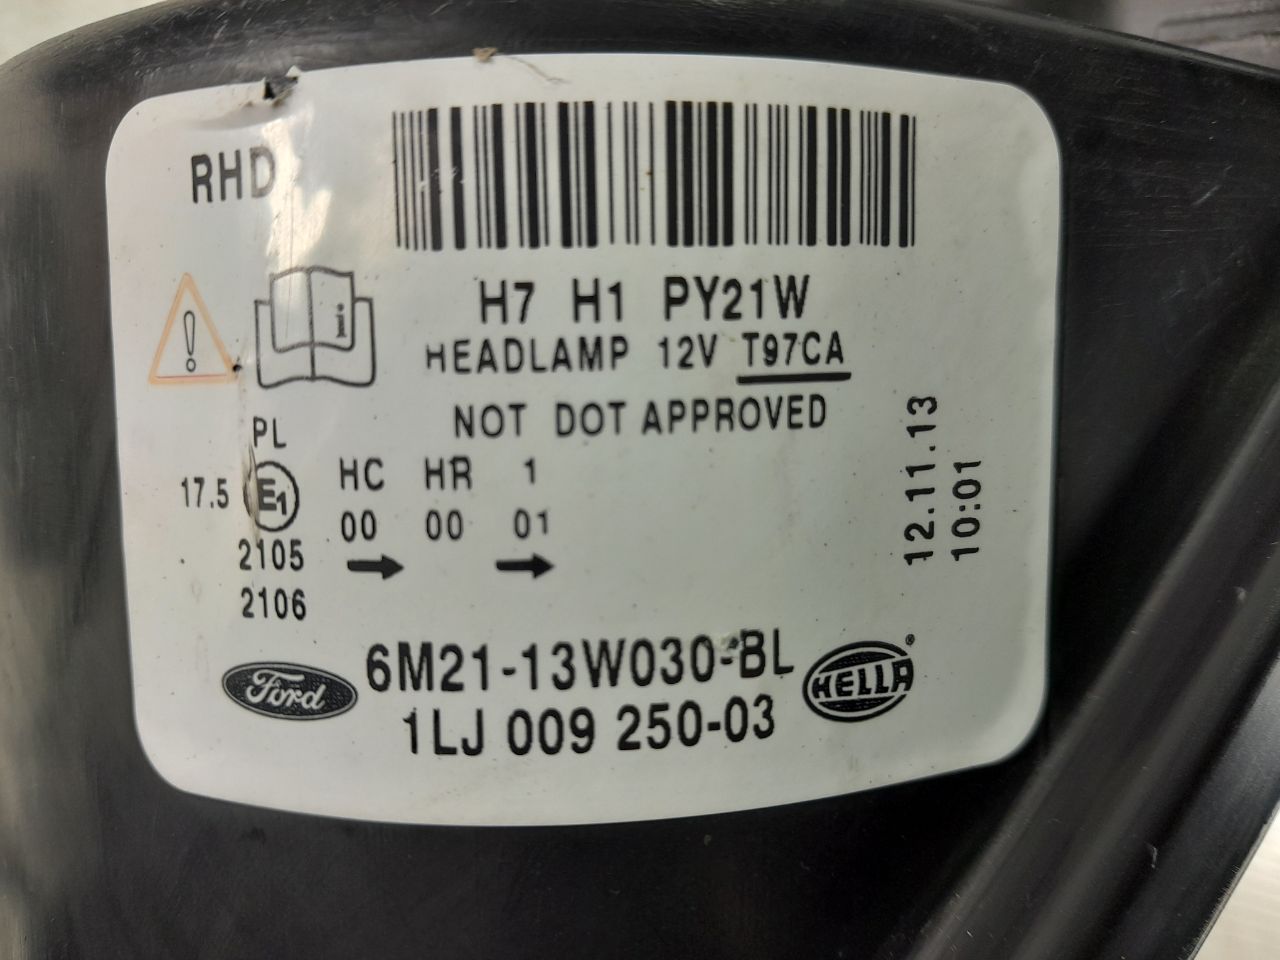 RHD
H7 H1 PY21W
HEADLAMP 12V T97CA
NOT DOT APPROVED
PL
17.5 E1 HC HR 1
00 00 01
2105
2106
12.11.13
10:01
Ford 6M21-13W030-BL HELLA
1LJ 009 250-03